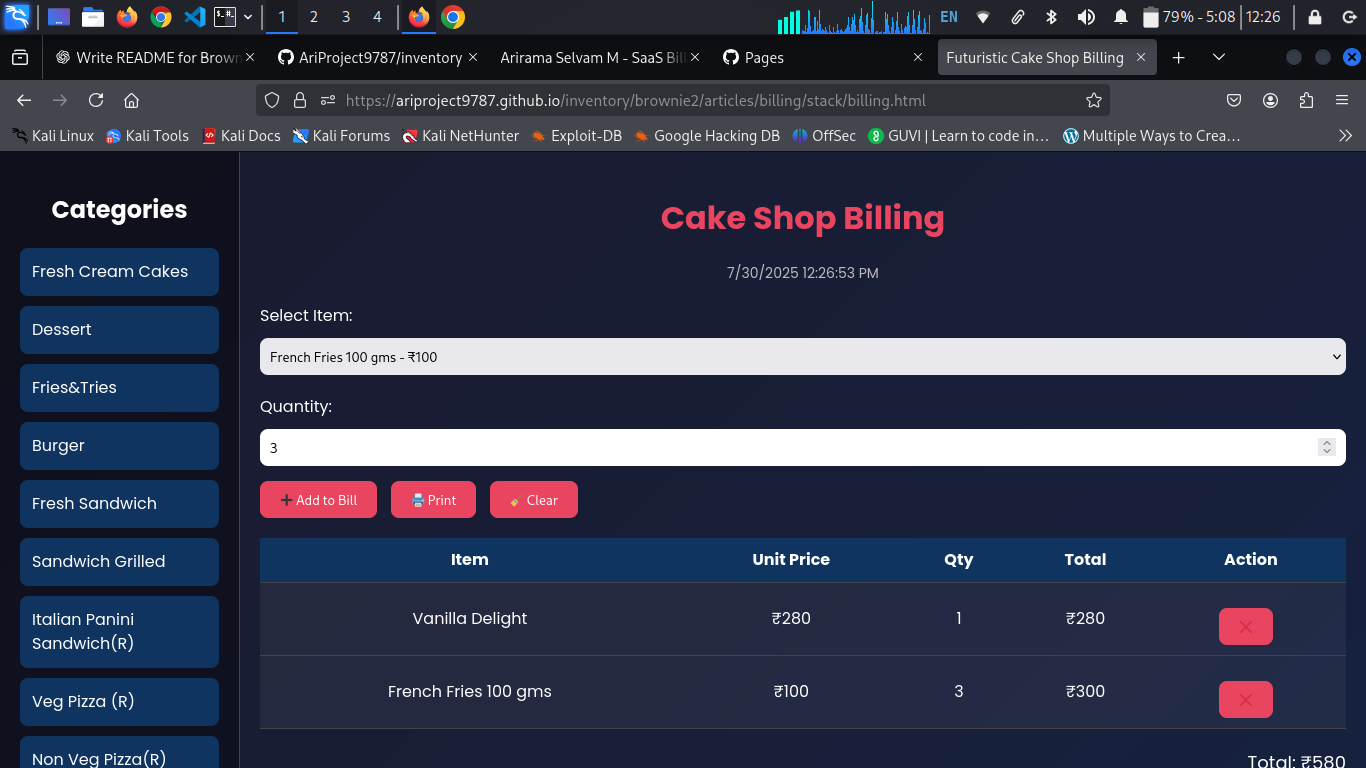 1 2 3 4 EN 79% - 5:08 12:26
Write README for Brown AriProject9787/inventory Arirama Selvam M - SaaS Bil Pages Futuristic Cake Shop Billing
https://ariproject9787.github.io/inventory/brownie2/articles/billing/stack/billing.html
Kali Linux Kali Tools Kali Docs Kali Forums Kali NetHunter Exploit-DB Google Hacking DB OffSec GUVI | Learn to code in... Multiple Ways to Crea...
Categories
Fresh Cream Cakes
Dessert
Fries&Tries
Burger
Fresh Sandwich
Sandwich Grilled
Italian Panini
Sandwich(R)
Veg Pizza (R)
Non Veg Pizza(R)
Cake Shop Billing
7/30/2025 12:26:53 PM
Select Item:
French Fries 100 gms - ₹100
Quantity:
3
Add to Bill Print Clear
Item Unit Price Qty Total Action
Vanilla Delight ₹280 1 ₹280
French Fries 100 gms ₹100 3 ₹300
Total: ₹580